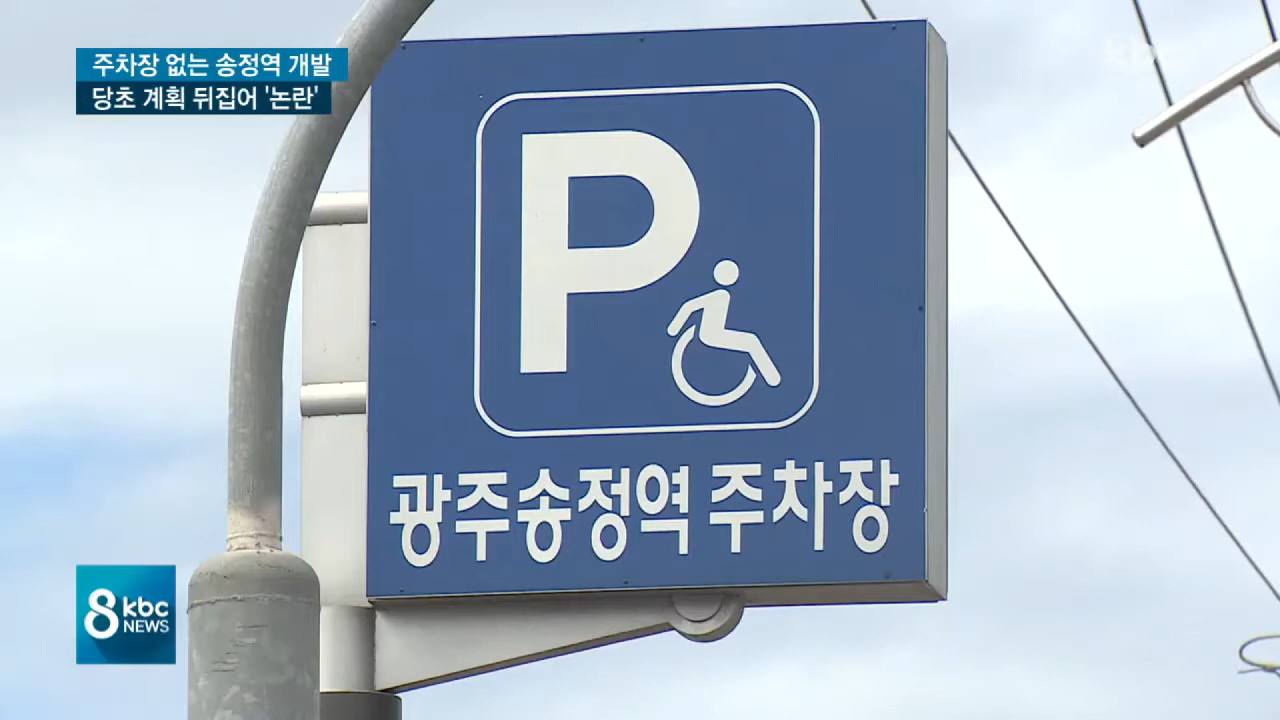 주차장 없는 송정역 개발
당초 계획 뒤집어 '논란'
kbc
P
광주송정역 주차장
8 kbc
NEWS